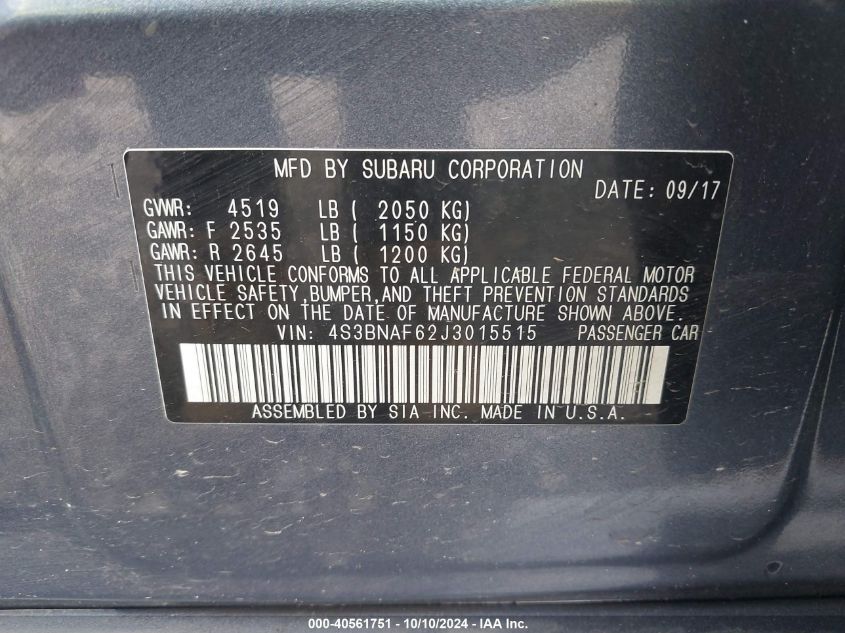 MFD BY SUBARU CORPORATION
DATE: 09/17
GVWR: 4519 LB ( 2050 KG)
GAWR: F 2535 LB ( 1150 KG)
GAWR: R 2645 LB ( 1200 KG)
THIS VEHICLE CONFORMS TO ALL APPLICABLE FEDERAL MOTOR
VEHICLE SAFETY,BUMPER,AND THEFT PREVENTION STANDARDS
IN EFFECT ON THE DATE OF MANUFACTURE SHOWN ABOVE.
VIN: 4S3BNAF62J3015515 PASSENGER CAR
ASSEMBLED BY SIA INC. MADE IN U.S.A.
000-40561751 - 10/10/2024 - IAA Inc.